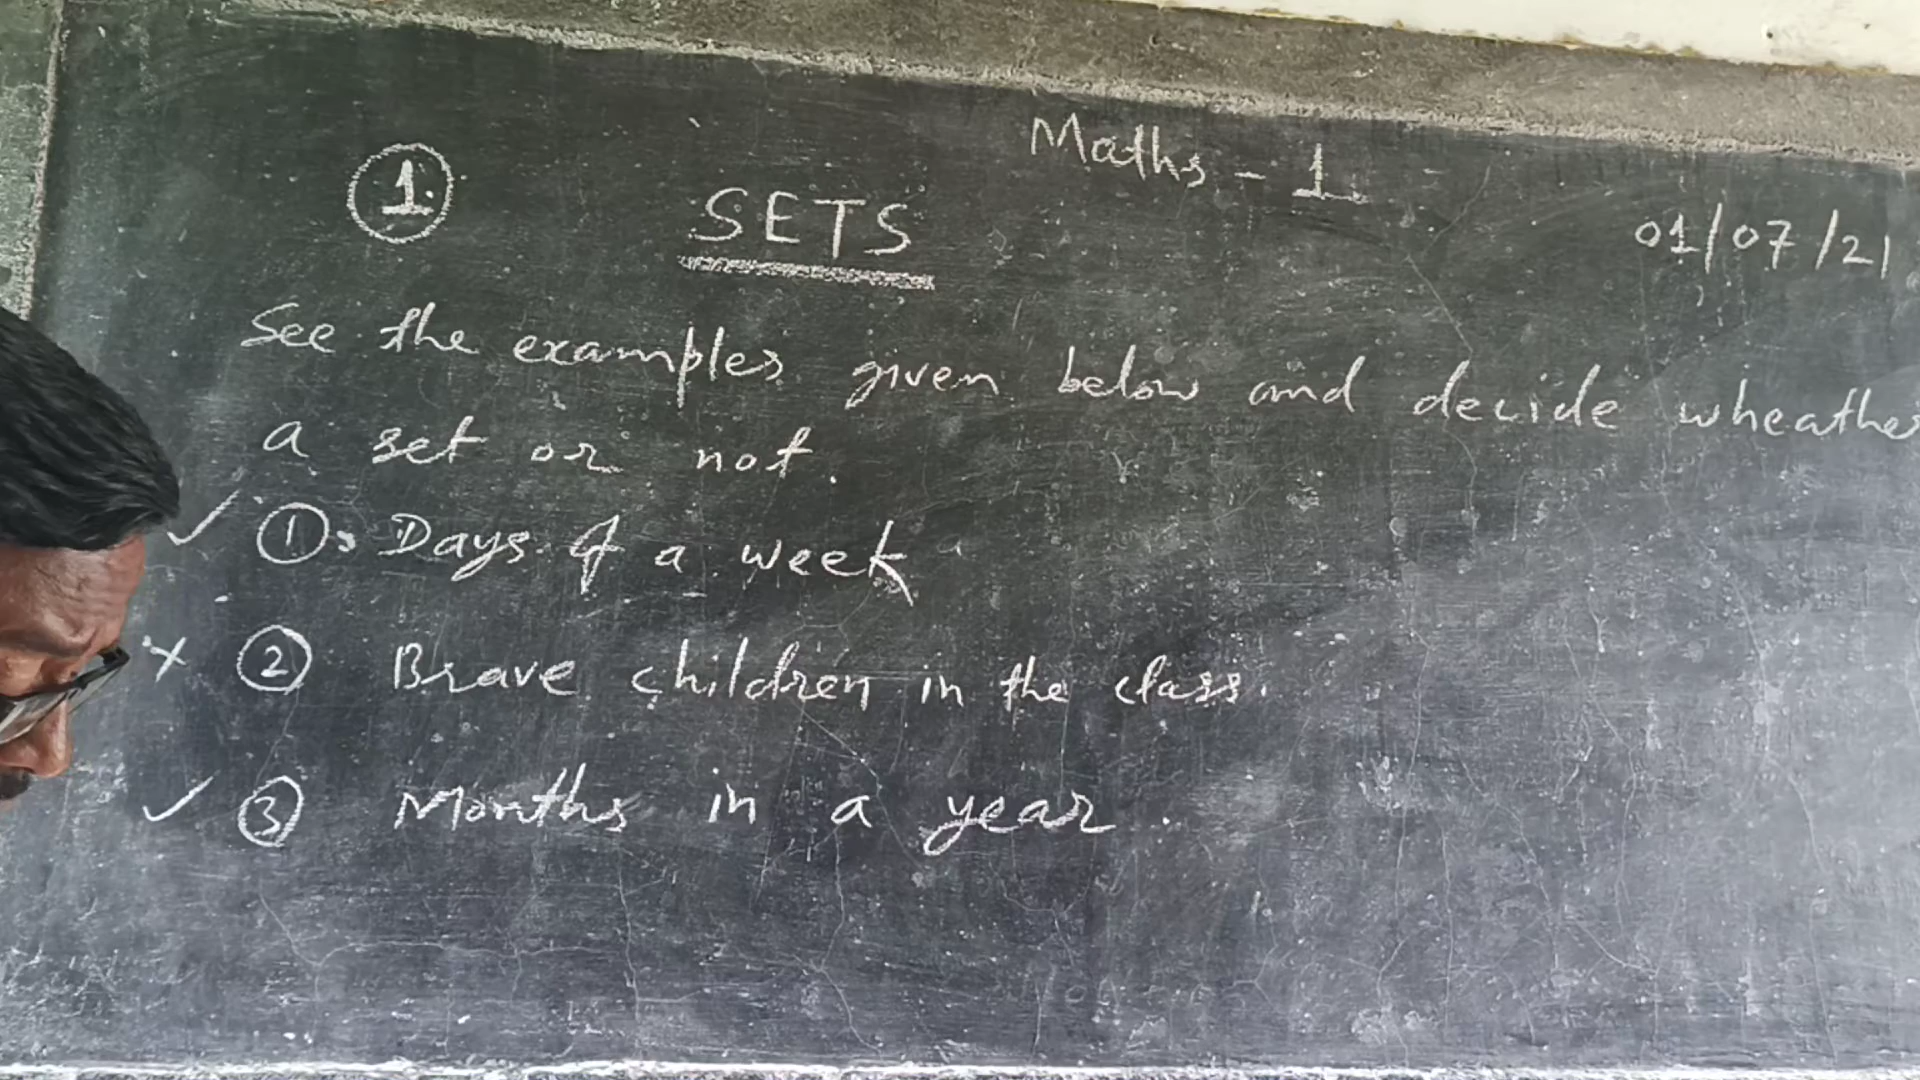 Maths - 1
① SETS
01/07/21
See the examples given below and decide wheather
a set or not.
✓ ①. Days of a week
✗ ② Brave children in the class.
✓ ③ Months in a year.